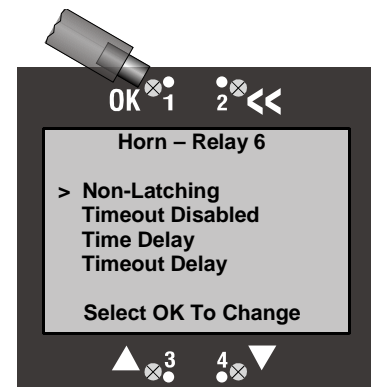 OK 1 2 <<
Horn – Relay 6
> Non-Latching
Timeout Disabled
Time Delay
Timeout Delay
Select OK To Change
3 4